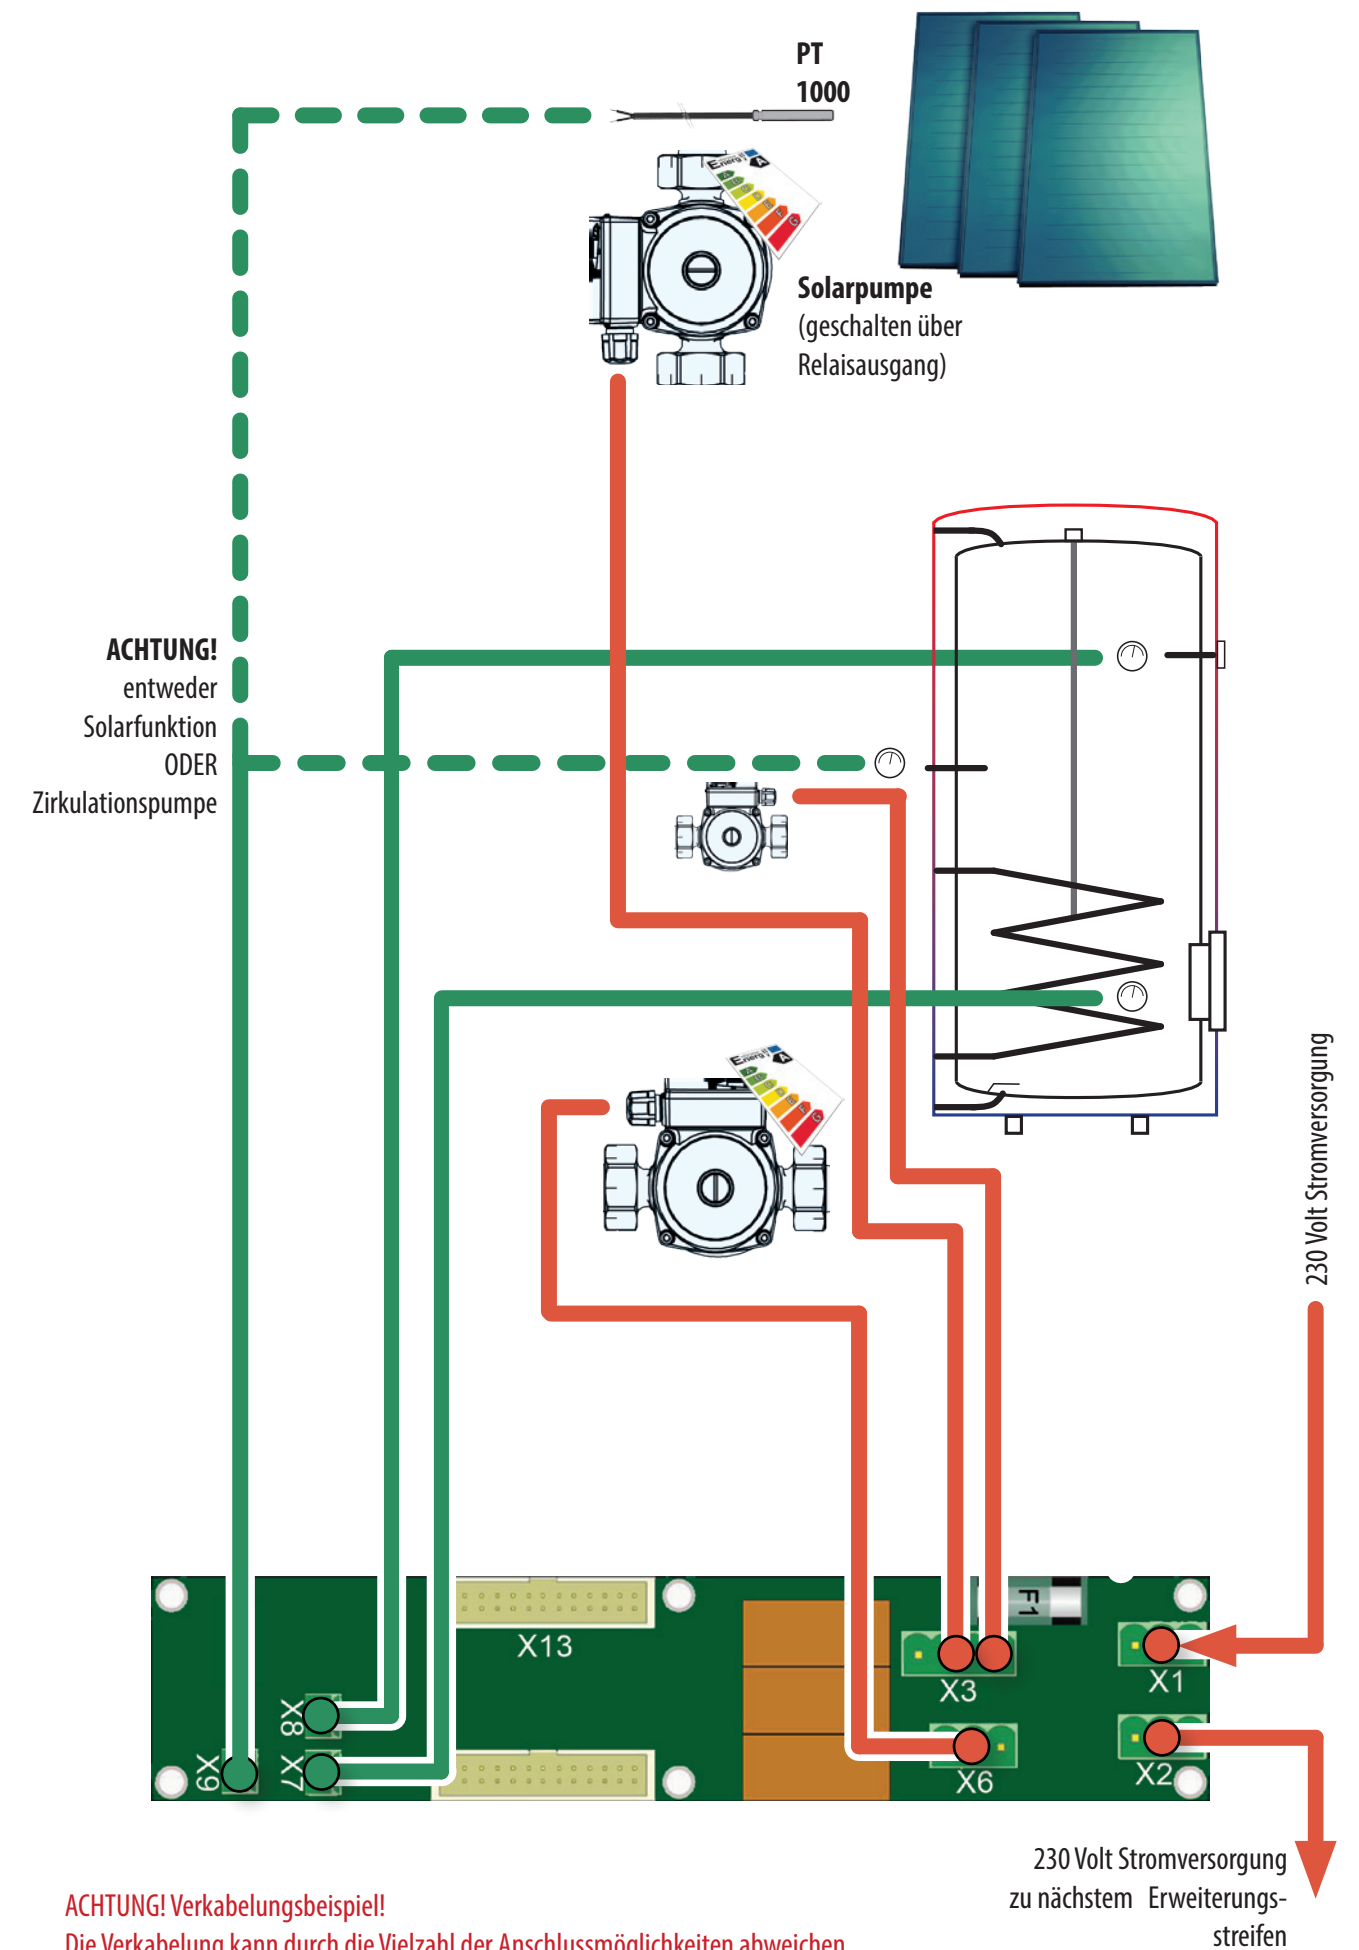 PT
1000
Solarpumpe
(geschalten über
Relaisausgang)
ACHTUNG!
entweder
Solarfunktion
ODER
Zirkulationspumpe
230 Volt Stromversorgung
F1
X13
X3
X1
X8
X9
X7
X6
X2
230 Volt Stromversorgung
zu nächstem Erweiterungs-
streifen
ACHTUNG! Verkabelungsbeispiel!
Die Verkabelung kann durch die Vielzahl der Anschlussmöglichkeiten abweichen